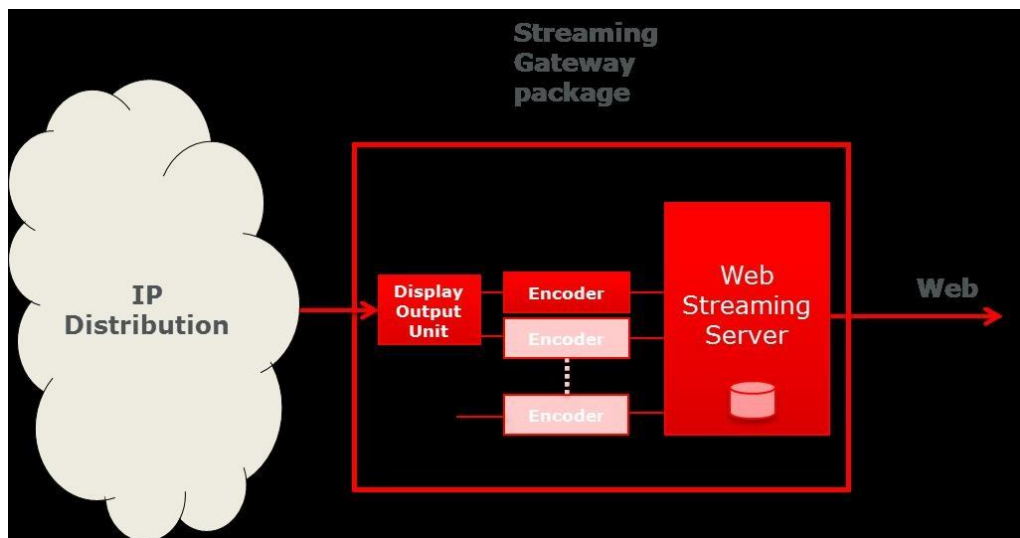 Streaming
Gateway
package
IP
Distribution
Display
Output
Unit
Encoder
Encoder
Encoder
Web
Streaming
Server
Web